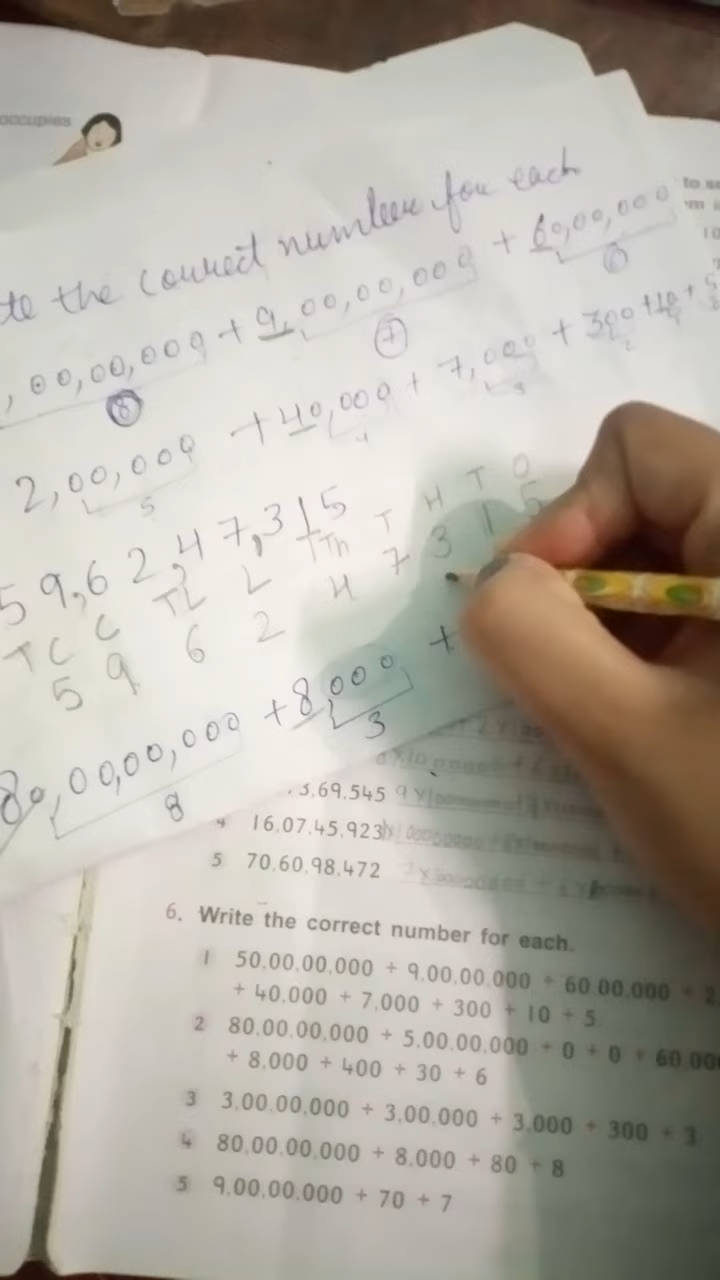 occupies
the correct number for each
,00,00,000 + 9,00,00,000 + 60,00,000
8 7 6
2,00,000 + 40,000 + 7,000 + 300 + 10 + 5
5 4 3 2
59,62,47,315
TC C TL L TTh T H T O
5 9 6 2 4 7 3 1 5
80,00,00,000 + 8,000 +
8 3
3.69.545
4 16.07.45.923
5 70.60.98.472
6. Write the correct number for each.
1 50.00.00.000 + 9.00.00.000 + 60.00.000 + 2
+ 40.000 + 7.000 + 300 + 10 + 5
2 80.00.00.000 + 5.00.00.000 + 0 + 0 + 60.00
+ 8.000 + 400 + 30 + 6
3 3.00.00.000 + 3.00.000 + 3.000 + 300 + 3
4 80.00.00.000 + 8.000 + 80 + 8
5 9.00.00.000 + 70 + 7